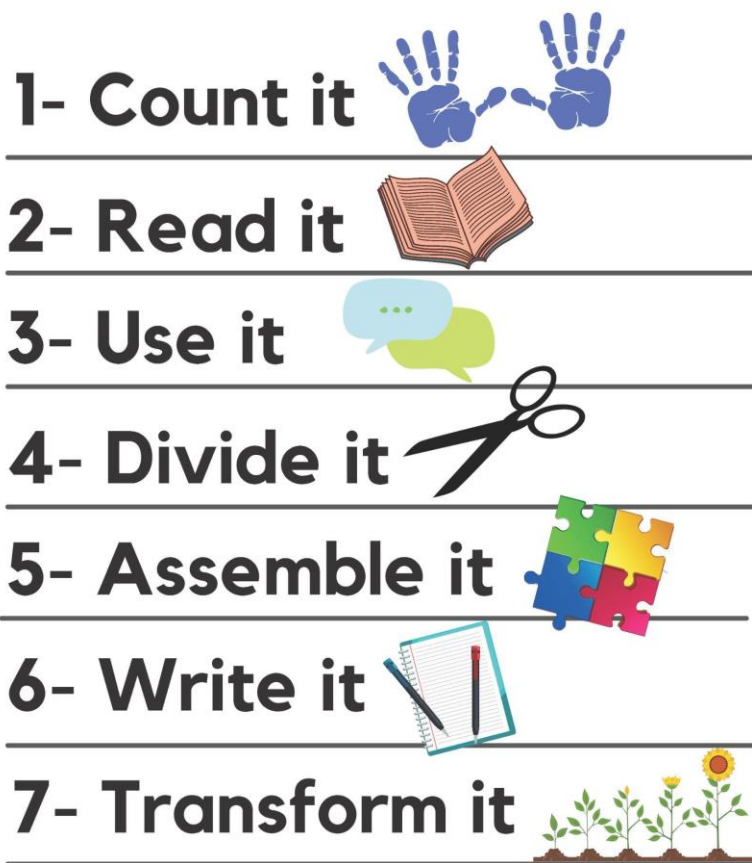 1- Count it
2- Read it
3- Use it
4- Divide it
5- Assemble it
6- Write it
7- Transform it